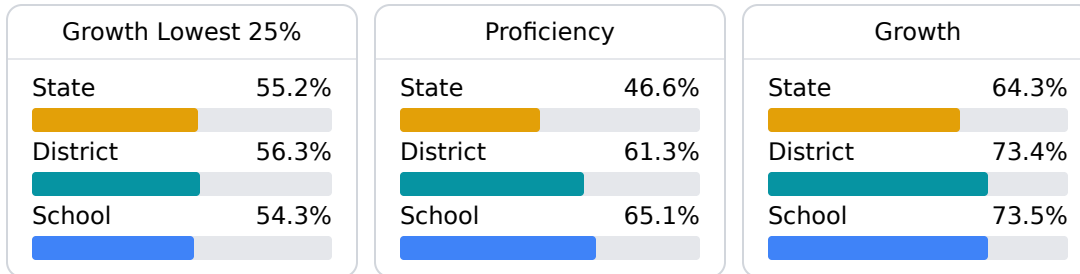 Growth Lowest 25%
State 55.2%
District 56.3%
School 54.3%
Proficiency
State 46.6%
District 61.3%
School 65.1%
Growth
State 64.3%
District 73.4%
School 73.5%